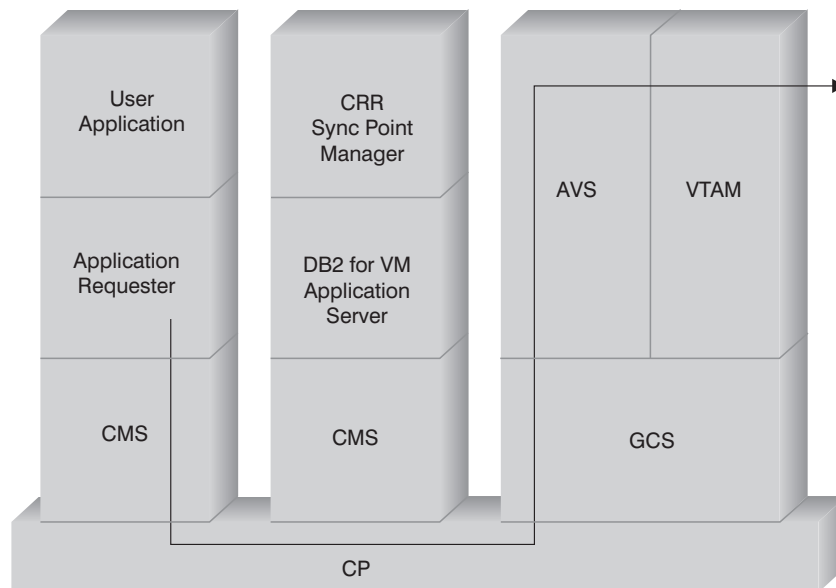 User
Application
CRR
Sync Point
Manager
AVS
VTAM
Application
Requester
DB2 for VM
Application
Server
CMS
CMS
GCS
CP